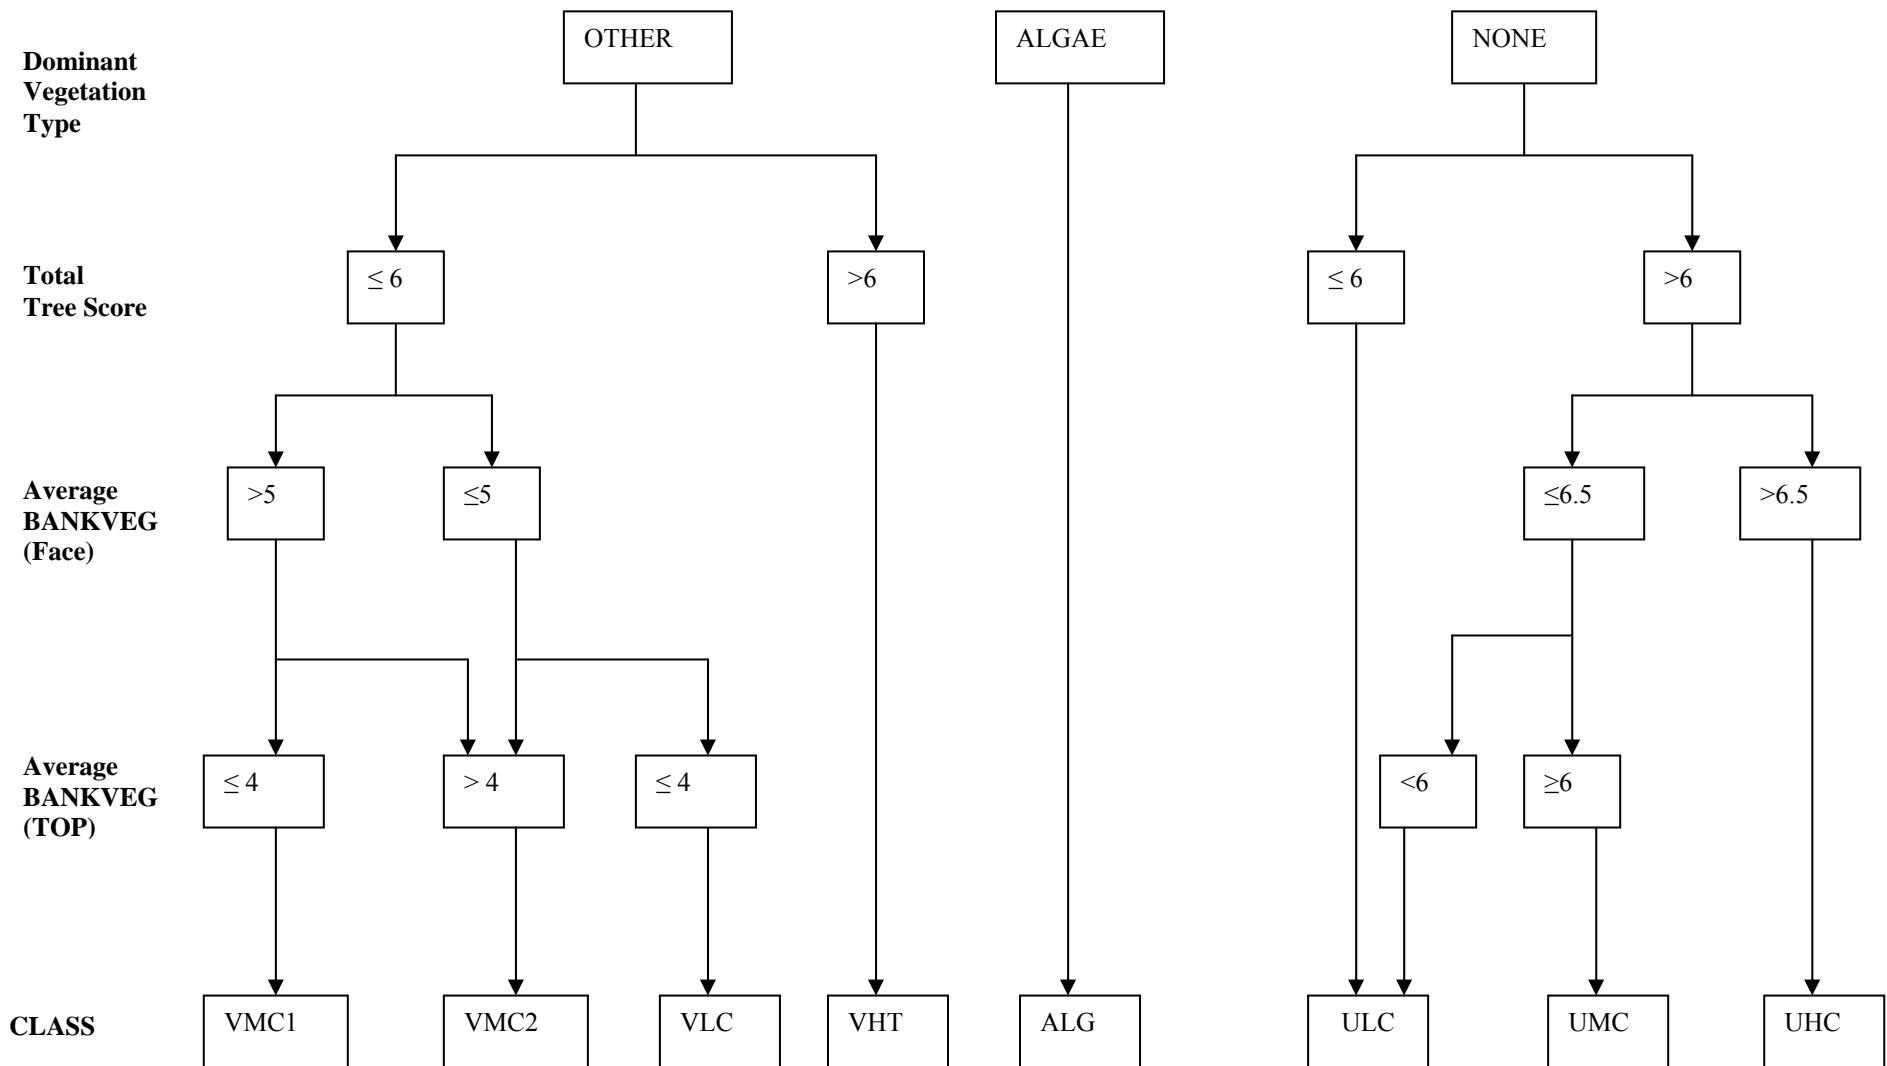 OTHER
ALGAE
NONE
Dominant
Vegetation
Type
Total
Tree Score
≤ 6
>6
≤ 6
>6
Average
BANKVEG
(Face)
>5
≤5
≤6.5
>6.5
Average
BANKVEG
(TOP)
≤ 4
> 4
≤ 4
<6
≥6
CLASS
VMC1
VMC2
VLC
VHT
ALG
ULC
UMC
UHC